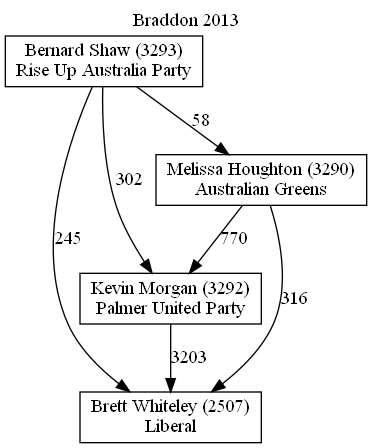 Braddon 2013
Bernard Shaw (3293)
Rise Up Australia Party
58
Melissa Houghton (3290)
Australian Greens
302
245
770
Kevin Morgan (3292)
Palmer United Party
316
3203
Brett Whiteley (2507)
Liberal